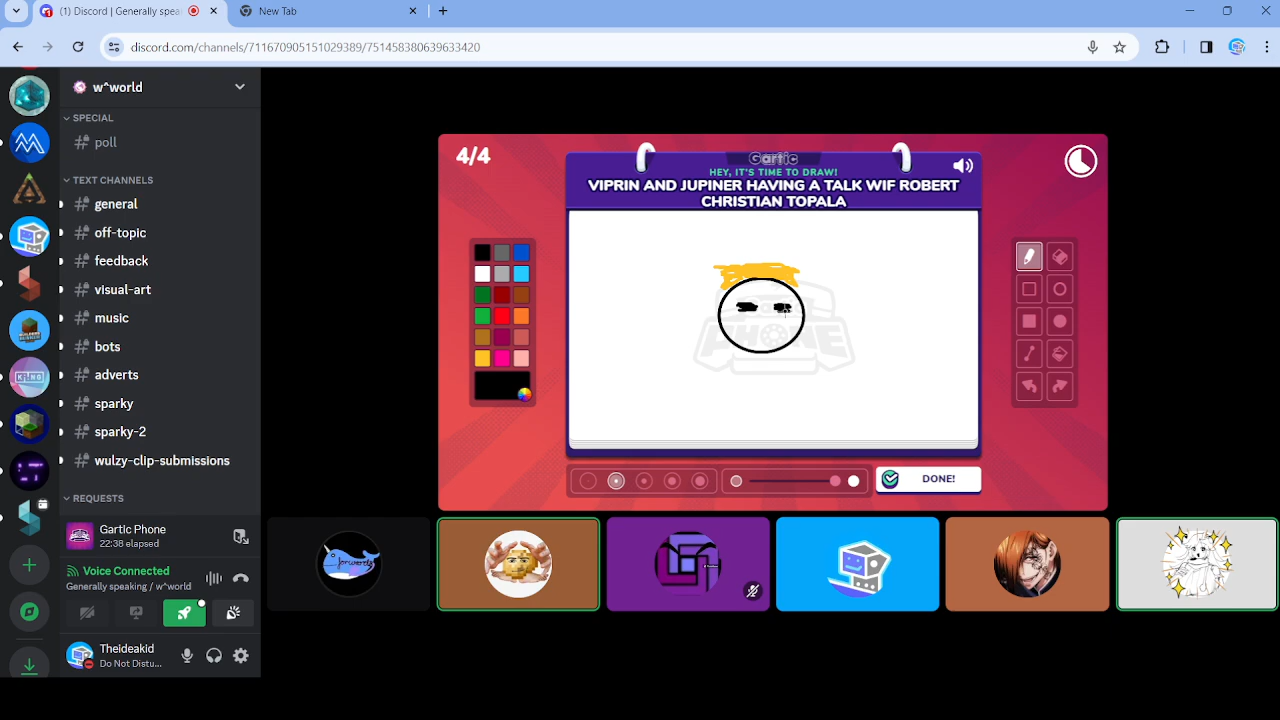 (1) Discord | Generally spea
New Tab
discord.com/channels/711670905151029389/751458380639633420
w^world
SPECIAL
poll
TEXT CHANNELS
general
off-topic
feedback
visual-art
music
bots
adverts
sparky
sparky-2
wulzy-clip-submissions
REQUESTS
Gartic Phone
22:38 elapsed
Voice Connected
Generally speaking / w^world
Theideakid
Do Not Distu...
4/4
Gartic
HEY, IT'S TIME TO DRAW!
VIPRIN AND JUPINER HAVING A TALK WIF ROBERT
CHRISTIAN TOPALA
PHONE
DONE!
KING